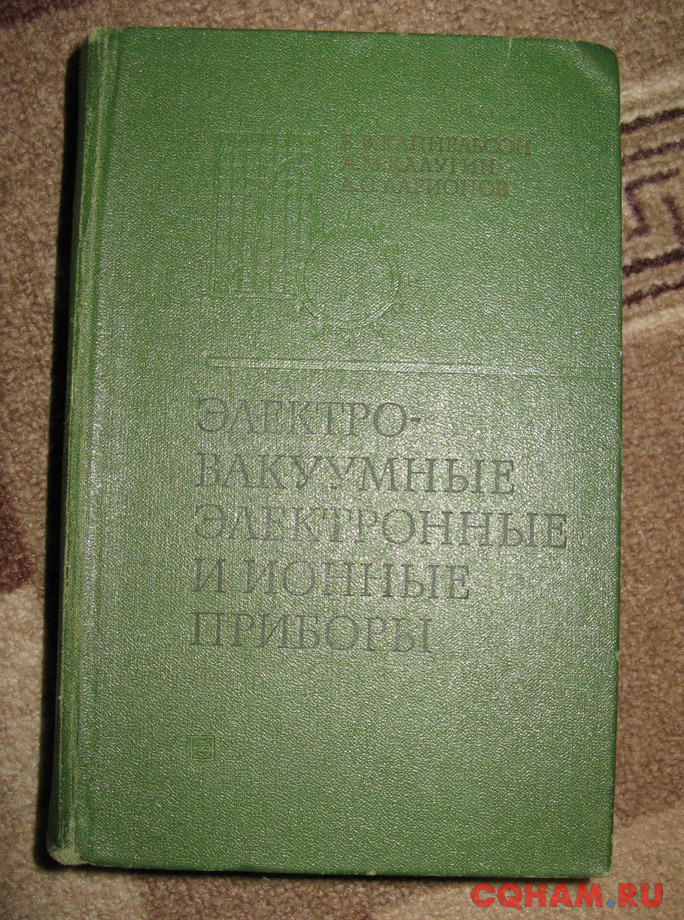 Б.В. КАЦНЕЛЬСОН
А.М. КАЛУГИН
А.С. ЛАРИОНОВ
ЭЛЕКТРО-
ВАКУУМНЫЕ
ЭЛЕКТРОННЫЕ
И ИОННЫЕ
ПРИБОРЫ
CQHAM.RU